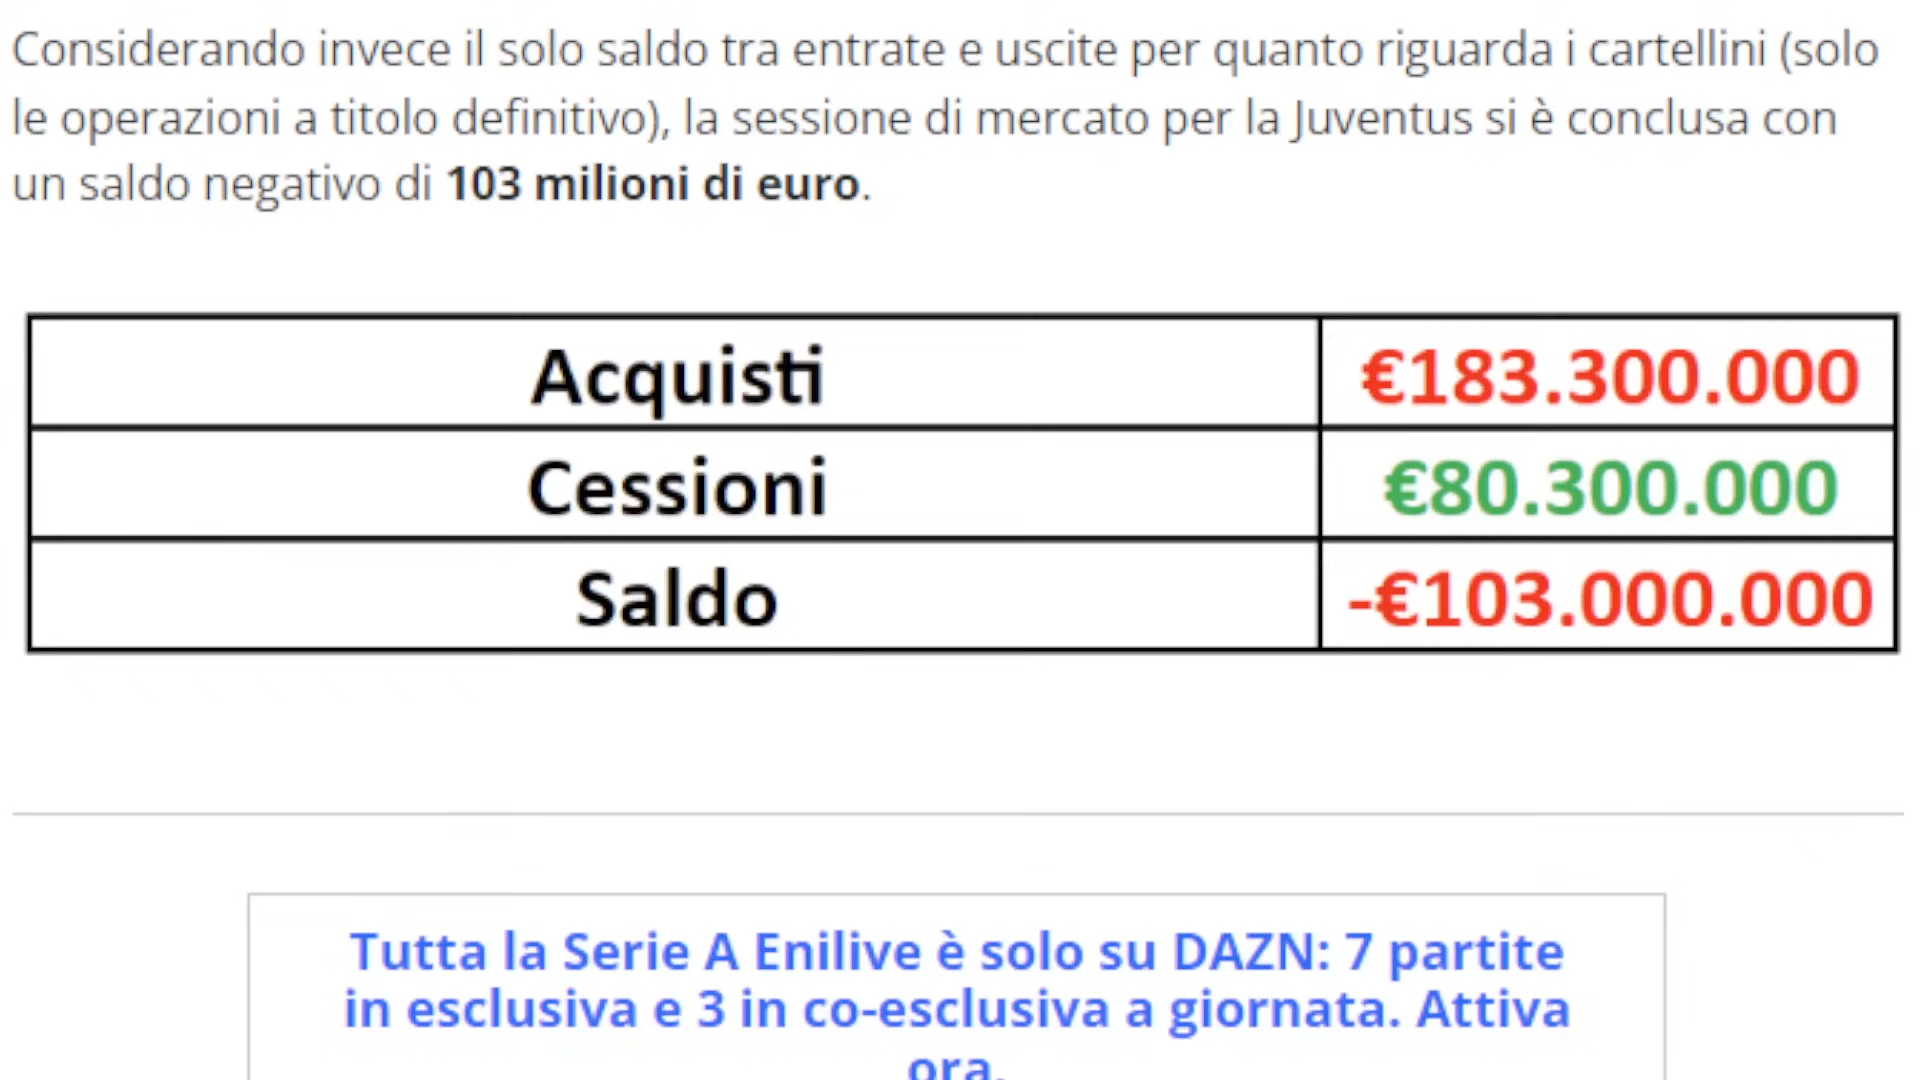 Considerando invece il solo saldo tra entrate e uscite per quanto riguarda i cartellini (solo
le operazioni a titolo definitivo), la sessione di mercato per la Juventus si è conclusa con
un saldo negativo di 103 milioni di euro.
Acquisti €183.300.000
Cessioni €80.300.000
Saldo -€103.000.000
Tutta la Serie A Enilive è solo su DAZN: 7 partite
in esclusiva e 3 in co-esclusiva a giornata. Attiva
ora.